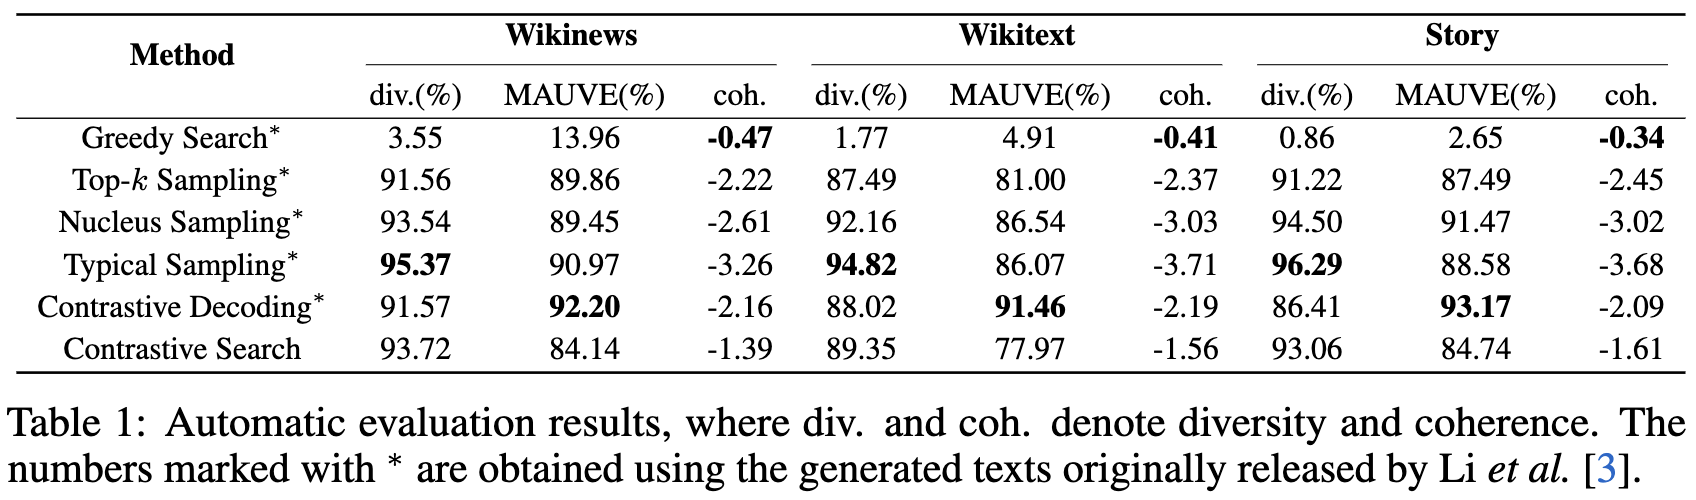 Method Wikinews Wikitext Story
div.(%) MAUVE(%) coh. div.(%) MAUVE(%) coh. div.(%) MAUVE(%) coh.
Greedy Search* 3.55 13.96 -0.47 1.77 4.91 -0.41 0.86 2.65 -0.34
Top-k Sampling* 91.56 89.86 -2.22 87.49 81.00 -2.37 91.22 87.49 -2.45
Nucleus Sampling* 93.54 89.45 -2.61 92.16 86.54 -3.03 94.50 91.47 -3.02
Typical Sampling* 95.37 90.97 -3.26 94.82 86.07 -3.71 96.29 88.58 -3.68
Contrastive Decoding* 91.57 92.20 -2.16 88.02 91.46 -2.19 86.41 93.17 -2.09
Contrastive Search 93.72 84.14 -1.39 89.35 77.97 -1.56 93.06 84.74 -1.61
Table 1: Automatic evaluation results, where div. and coh. denote diversity and coherence. The
numbers marked with * are obtained using the generated texts originally released by Li et al. [3].